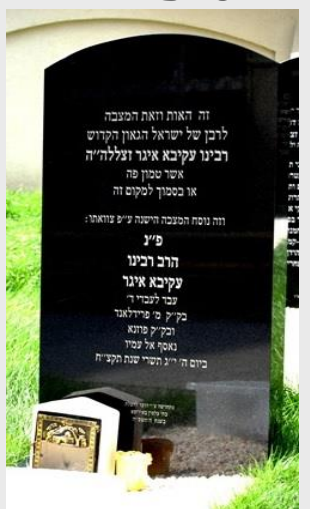 זה האות וזאת המצבה
לרבן של ישראל הגאון הקדוש
רבינו עקיבא איגר זצללה״ה
אשר טמון פה
או בסמוך למקום זה
וזה נוסח המצבה הישנה ע״פ צוואתו:
פ״נ
הרב רבינו
עקיבא איגר
עבד לעבדי ד׳
בק״ק מ׳ פרידלאנד
ובק״ק פוזנא
נאסף אל עמיו
ביום ה׳ י״ג תשרי שנת תקצ״ח